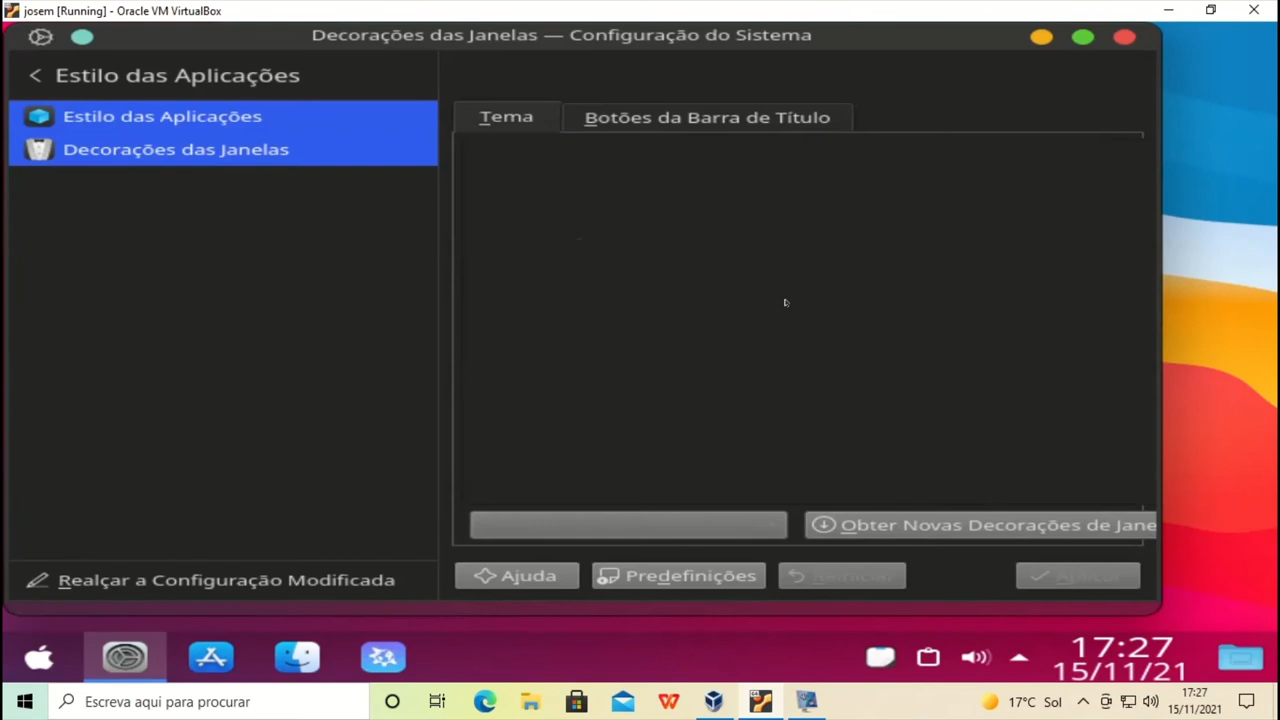 josem [Running] - Oracle VM VirtualBox
Decorações das Janelas — Configuração do Sistema
Estilo das Aplicações
Estilo das Aplicações
Decorações das Janelas
Tema
Botões da Barra de Título
Obter Novas Decorações de Jane
Realçar a Configuração Modificada
Ajuda
Predefinições
17:27
15/11/21
Escreva aqui para procurar
17°C Sol
17:27
15/11/2021